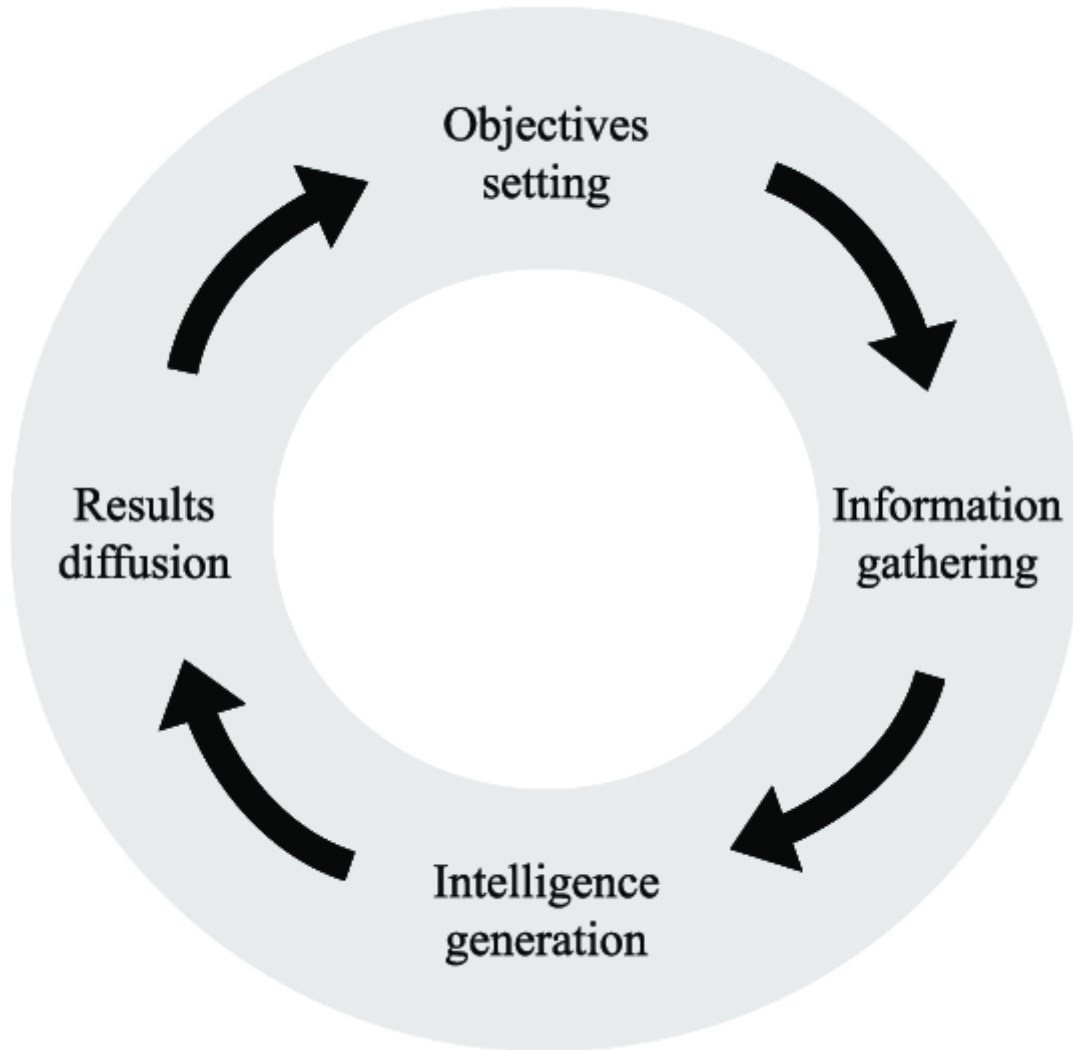 Objectives
setting
Information
gathering
Intelligence
generation
Results
diffusion